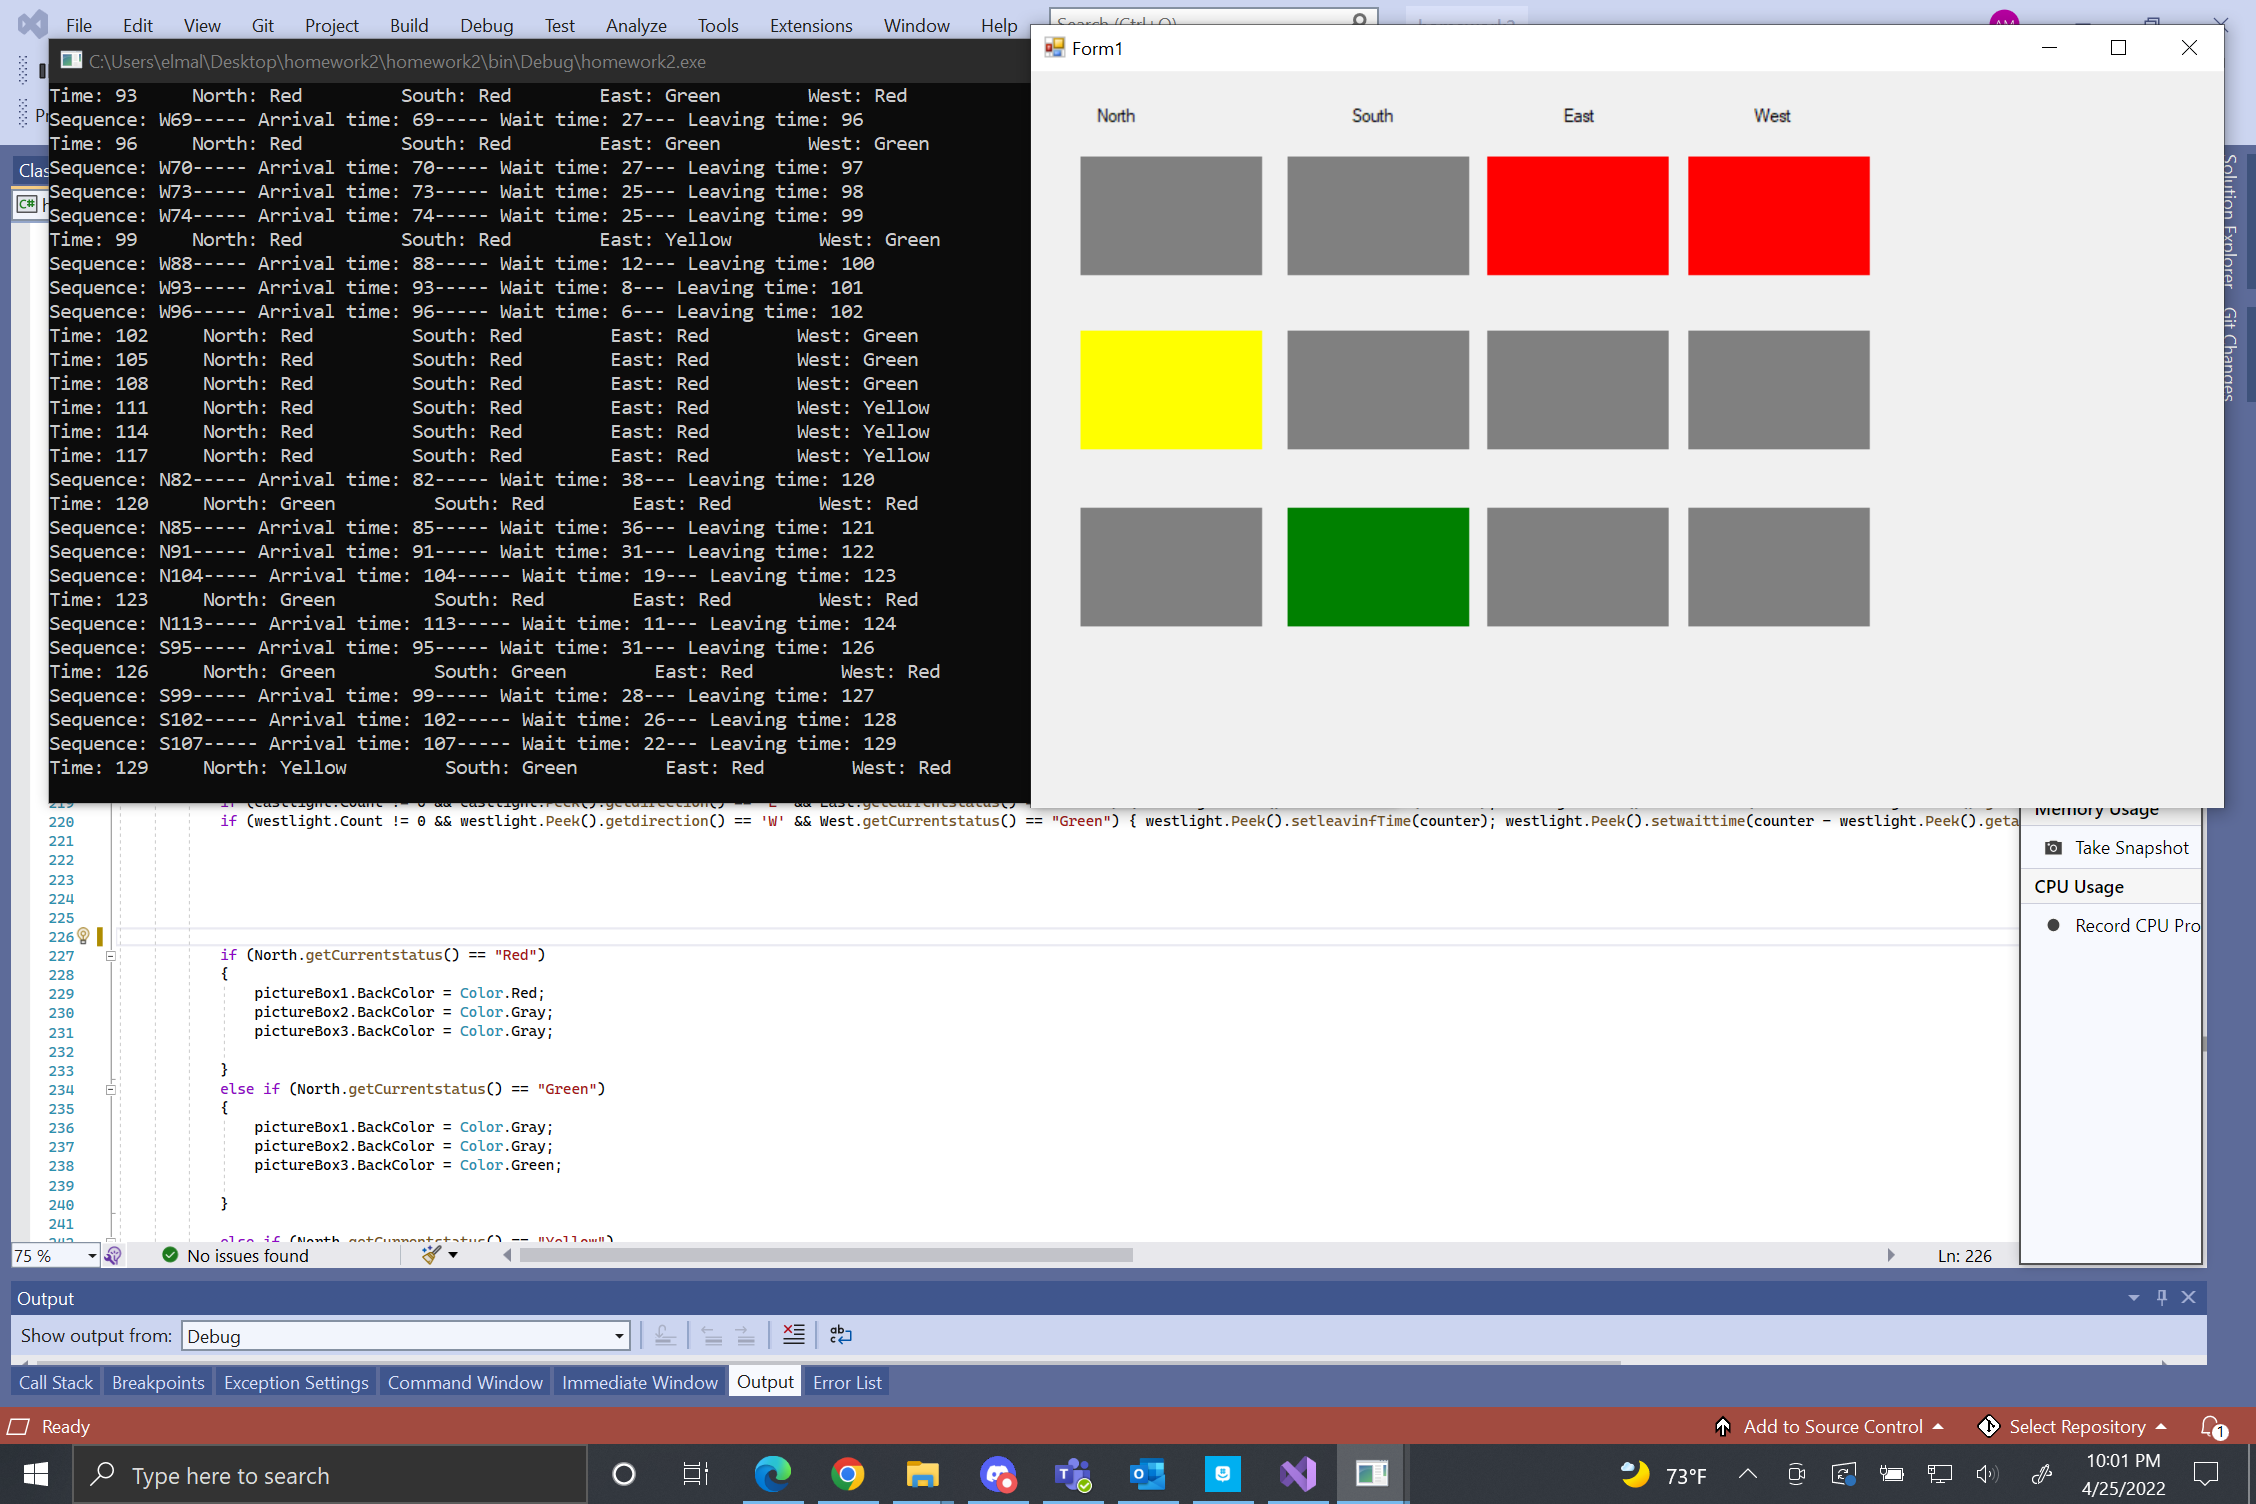 File Edit View Git Project Build Debug Test Analyze Tools Extensions Window Help
C:\Users\elmal\Desktop\homework2\homework2\bin\Debug\homework2.exe
Time: 93 North: Red South: Red East: Green West: Red
Sequence: W69----- Arrival time: 69----- Wait time: 27--- Leaving time: 96
Time: 96 North: Red South: Red East: Green West: Green
Sequence: W70----- Arrival time: 70----- Wait time: 27--- Leaving time: 97
Sequence: W73----- Arrival time: 73----- Wait time: 25--- Leaving time: 98
Sequence: W74----- Arrival time: 74----- Wait time: 25--- Leaving time: 99
Time: 99 North: Red South: Red East: Yellow West: Green
Sequence: W88----- Arrival time: 88----- Wait time: 12--- Leaving time: 100
Sequence: W93----- Arrival time: 93----- Wait time: 8--- Leaving time: 101
Sequence: W96----- Arrival time: 96----- Wait time: 6--- Leaving time: 102
Time: 102 North: Red South: Red East: Red West: Green
Time: 105 North: Red South: Red East: Red West: Green
Time: 108 North: Red South: Red East: Red West: Green
Time: 111 North: Red South: Red East: Red West: Yellow
Time: 114 North: Red South: Red East: Red West: Yellow
Time: 117 North: Red South: Red East: Red West: Yellow
Sequence: N82----- Arrival time: 82----- Wait time: 38--- Leaving time: 120
Time: 120 North: Green South: Red East: Red West: Red
Sequence: N85----- Arrival time: 85----- Wait time: 36--- Leaving time: 121
Sequence: N91----- Arrival time: 91----- Wait time: 31--- Leaving time: 122
Sequence: N104----- Arrival time: 104----- Wait time: 19--- Leaving time: 123
Time: 123 North: Green South: Red East: Red West: Red
Sequence: N113----- Arrival time: 113----- Wait time: 11--- Leaving time: 124
Sequence: S95----- Arrival time: 95----- Wait time: 31--- Leaving time: 126
Time: 126 North: Green South: Green East: Red West: Red
Sequence: S99----- Arrival time: 99----- Wait time: 28--- Leaving time: 127
Sequence: S102----- Arrival time: 102----- Wait time: 26--- Leaving time: 128
Sequence: S107----- Arrival time: 107----- Wait time: 22--- Leaving time: 129
Time: 129 North: Yellow South: Green East: Red West: Red
Form1
North South East West
Solution Explorer
Git Changes
Memory Usage
Take Snapshot
CPU Usage
Record CPU Pro
220 if (westlight.Count != 0 && westlight.Peek().getdirection() == 'W' && West.getCurrentstatus() == "Green") { westlight.Peek().setleavinfTime(counter); westlight.Peek().setwaittime(counter - westlight.Peek().geta
221
222
223
224
225
226
227 if (North.getCurrentstatus() == "Red")
228 {
229 pictureBox1.BackColor = Color.Red;
230 pictureBox2.BackColor = Color.Gray;
231 pictureBox3.BackColor = Color.Gray;
232
233 }
234 else if (North.getCurrentstatus() == "Green")
235 {
236 pictureBox1.BackColor = Color.Gray;
237 pictureBox2.BackColor = Color.Gray;
238 pictureBox3.BackColor = Color.Green;
239
240 }
241
else if (North.getCurrentstatus() == "Yellow")
75 % No issues found Ln: 226
Output
Show output from: Debug
Call Stack Breakpoints Exception Settings Command Window Immediate Window Output Error List
Ready Add to Source Control Select Repository 1
Type here to search 73°F 10:01 PM
4/25/2022